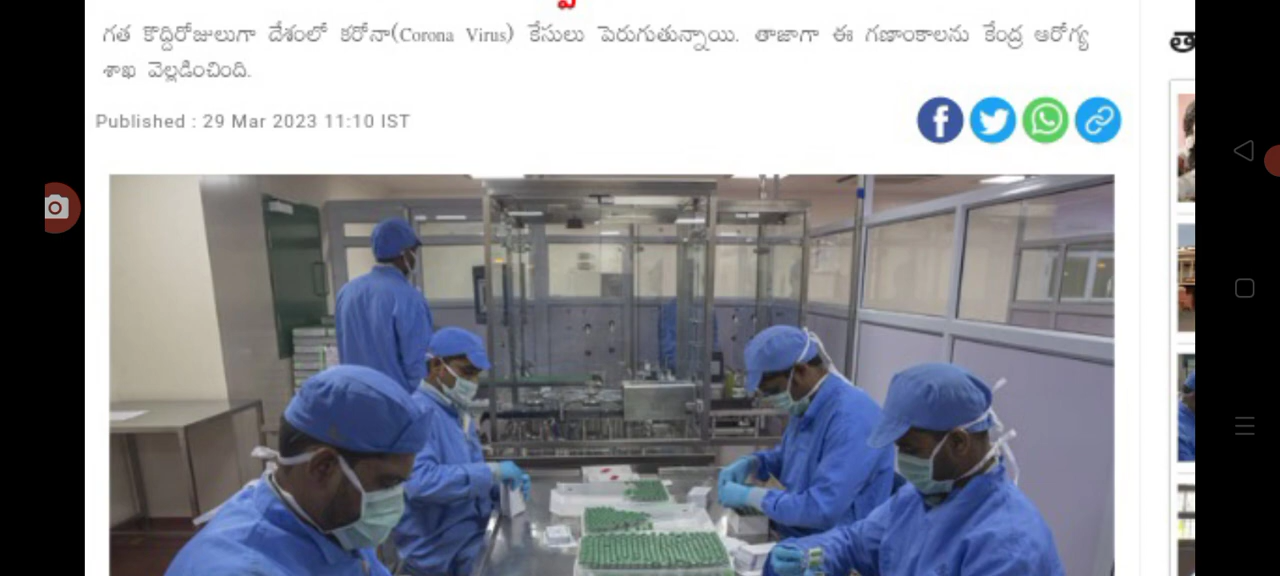 గత కొద్దిరోజులుగా దేశంలో కరోనా(Corona Virus) కేసులు పెరుగుతున్నాయి. తాజాగా ఈ గణాంకాలను కేంద్ర ఆరోగ్య
శాఖ వెల్లడించింది.
Published : 29 Mar 2023 11:10 IST